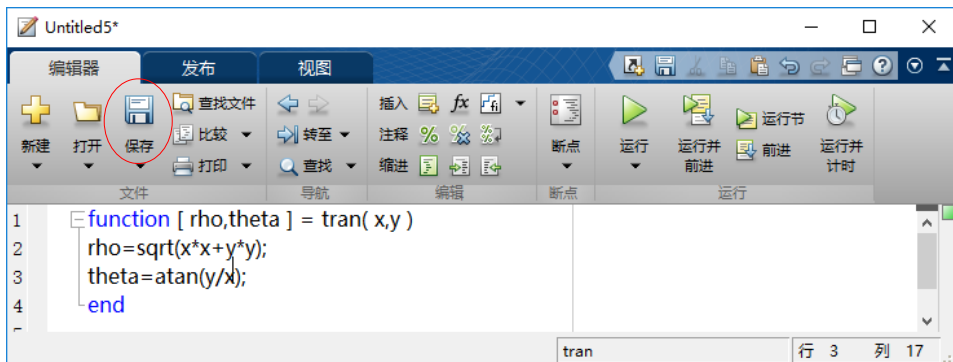 Untitled5*
编辑器 发布 视图
查找文件 插入 fx fi
比较 转至 注释 运行节
新建 打开 保存 断点 运行 运行并前进 前进 运行并计时
打印 查找 缩进
文件 导航 编辑 断点 运行
1 function [ rho,theta ] = tran( x,y )
2 rho=sqrt(x*x+y*y);
3 theta=atan(y/x);
4 end
tran 行 3 列 17